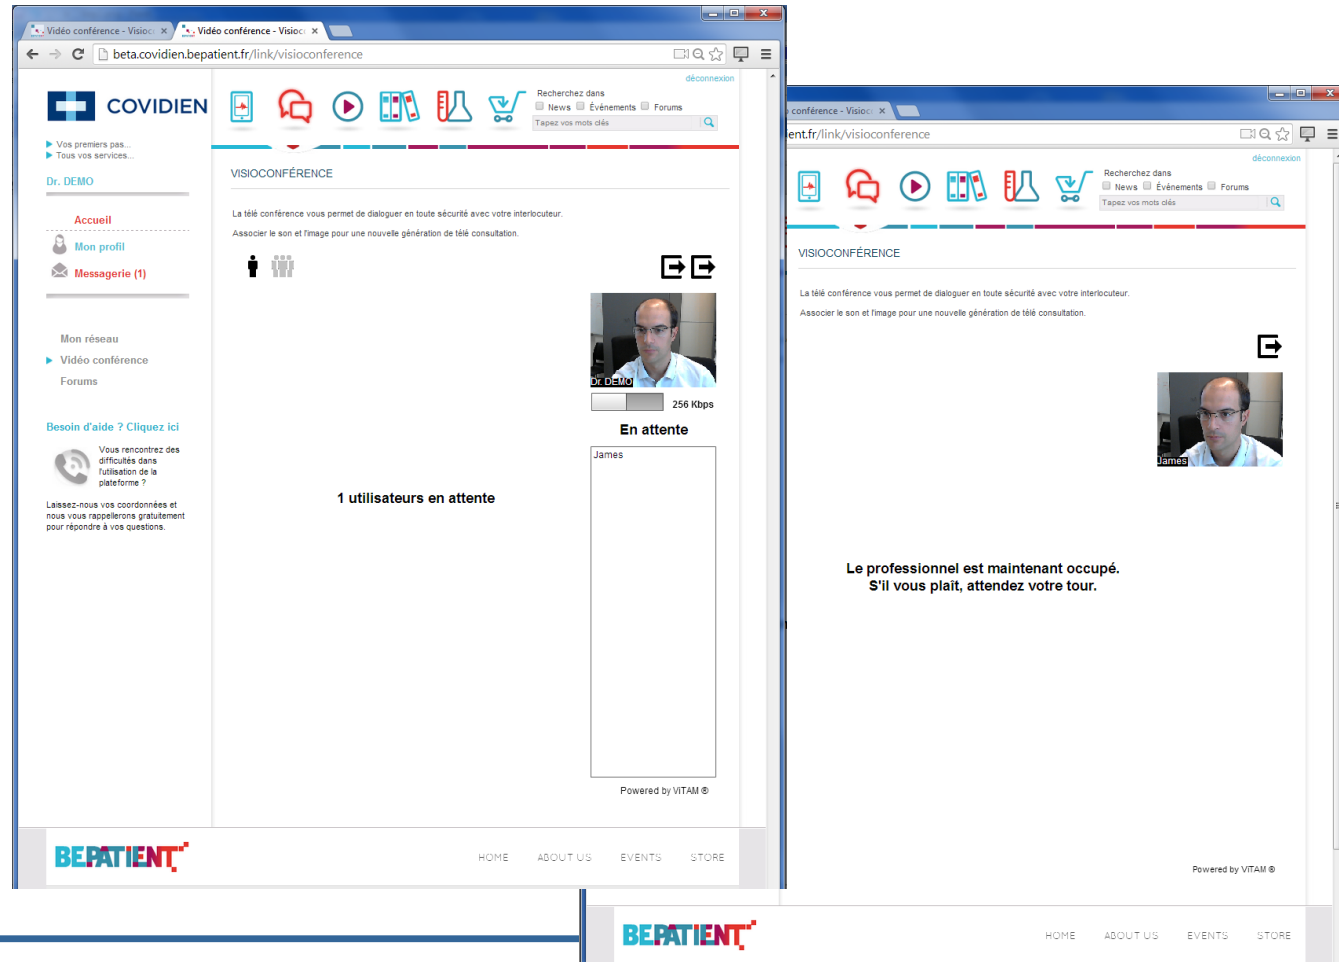 Vidéo conférence - Visioc
Vidéo conférence - Visioc
beta.covidien.bepatient.fr/link/visioconference
COVIDIEN
Vos premiers pas...
Tous vos services...
Dr. DEMO
Accueil
Mon profil
Messagerie (1)
Mon réseau
Vidéo conférence
Forums
Besoin d'aide ? Cliquez ici
Vous rencontrez des
difficultés dans
l'utilisation de la
plateforme ?
Laissez-nous vos coordonnées et
nous vous rappellerons gratuitement
pour répondre à vos questions.
déconnexion
Recherchez dans
News Événements Forums
Tapez vos mots clés
VISIOCONFÉRENCE
La télé conférence vous permet de dialoguer en toute sécurité avec votre interlocuteur.
Associer le son et l'image pour une nouvelle génération de télé consultation.
Dr. DEMO
256 Kbps
En attente
James
1 utilisateurs en attente
Powered by ViTAM ®
BEPATIENT
HOME ABOUT US EVENTS STORE
conférence - Visioc
ient.fr/link/visioconference
déconnexion
Recherchez dans
News Événements Forums
Tapez vos mots clés
VISIOCONFÉRENCE
La télé conférence vous permet de dialoguer en toute sécurité avec votre interlocuteur.
Associer le son et l'image pour une nouvelle génération de télé consultation.
James
Le professionnel est maintenant occupé.
S'il vous plaît, attendez votre tour.
Powered by ViTAM ®
BEPATIENT
HOME ABOUT US EVENTS STORE